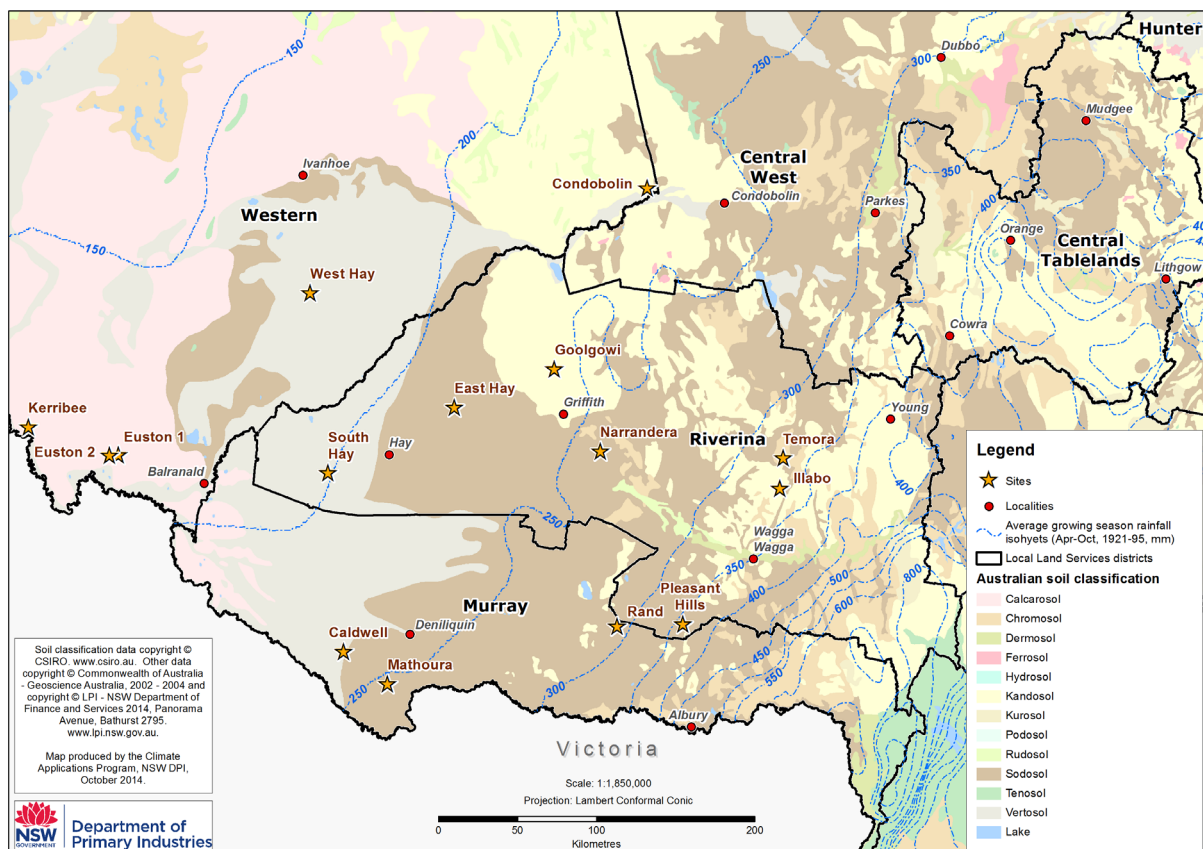 Hunter
Dubbo
Mudgee
Ivanhoe
Western
Condobolin
Central
West
Condobolin
Parkes
Orange
Central
Tablelands
Lithgow
West Hay
Cowra
Goolgowi
East Hay
Griffith
Young
Kerribee
Euston 1
Euston 2
Balranald
South
Hay
Hay
Narrandera
Riverina
Temora
Illabo
Wagga
Wagga
Pleasant
Hills
Rand
Murray
Deniliquin
Caldwell
Mathoura
Albury
Victoria
150
150
200
250
300
350
400
40
300
400
250
350
400
500
600
800
450
550
300
250
Legend
Sites
Localities
Average growing season rainfall
isohyets (Apr-Oct, 1921-95, mm)
Local Land Services districts
Australian soil classification
Calcarosol
Chromosol
Dermosol
Ferrosol
Hydrosol
Kandosol
Kurosol
Podosol
Rudosol
Sodosol
Tenosol
Vertosol
Lake
Soil classification data copyright ©
CSIRO. www.csiro.au. Other data
copyright © Commonwealth of Australia
- Geoscience Australia, 2002 - 2004 and
copyright © LPI - NSW Department of
Finance and Services 2014, Panorama
Avenue, Bathurst 2795.
www.lpi.nsw.gov.au.
Map produced by the Climate
Applications Program, NSW DPI,
October 2014.
NSW
GOVERNMENT
Department of
Primary Industries
Scale: 1:1,850,000
Projection: Lambert Conformal Conic
0 50 100 200
Kilometres